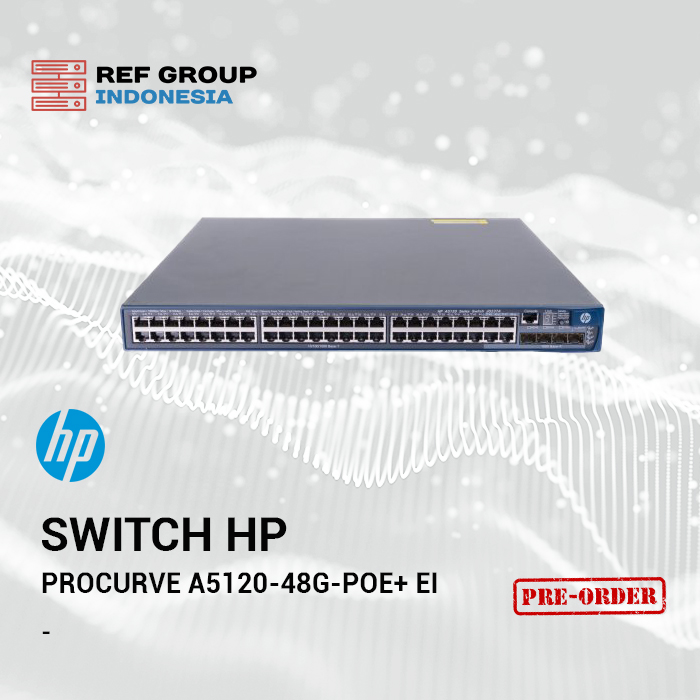 REF GROUP
INDONESIA
hp
SWITCH HP
PROCURVE A5120-48G-POE+ EI
PRE-ORDER
-